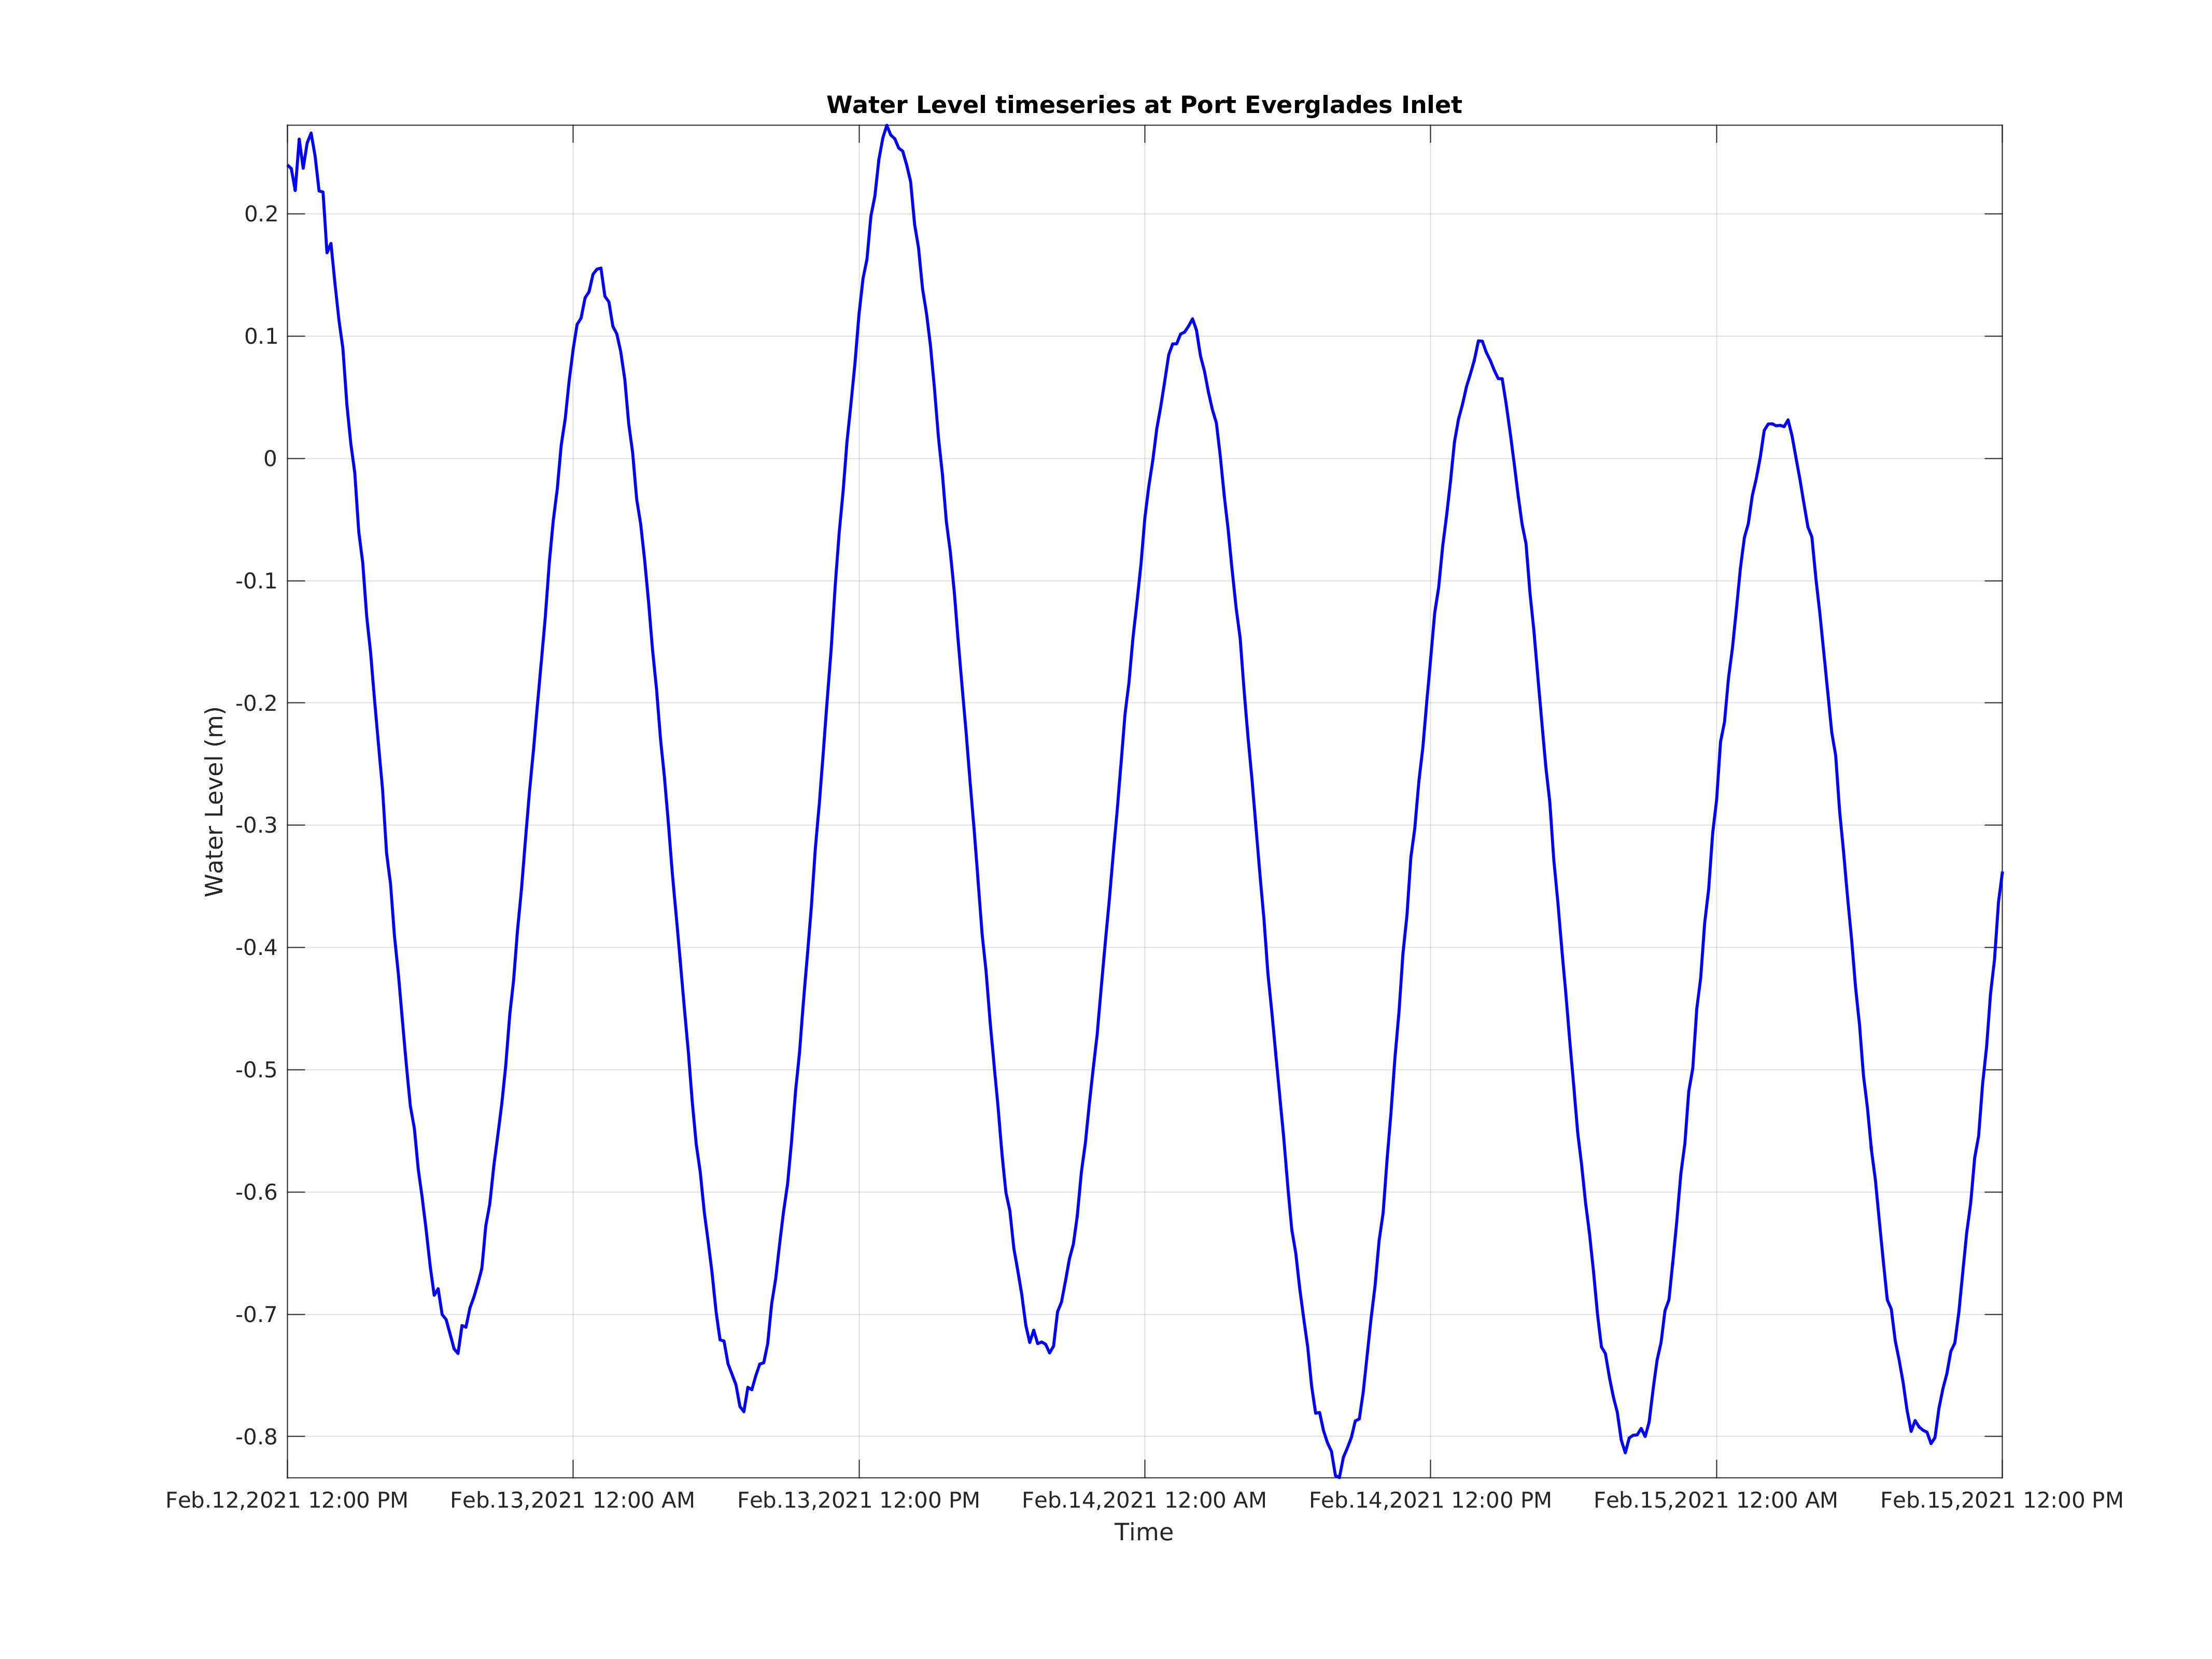 Water Level timeseries at Port Everglades Inlet
0.2
0.1
0
-0.1
-0.2
-0.3
-0.4
-0.5
-0.6
-0.7
-0.8
Water Level (m)
Feb.12,2021 12:00 PM
Feb.13,2021 12:00 AM
Feb.13,2021 12:00 PM
Feb.14,2021 12:00 AM
Feb.14,2021 12:00 PM
Feb.15,2021 12:00 AM
Feb.15,2021 12:00 PM
Time